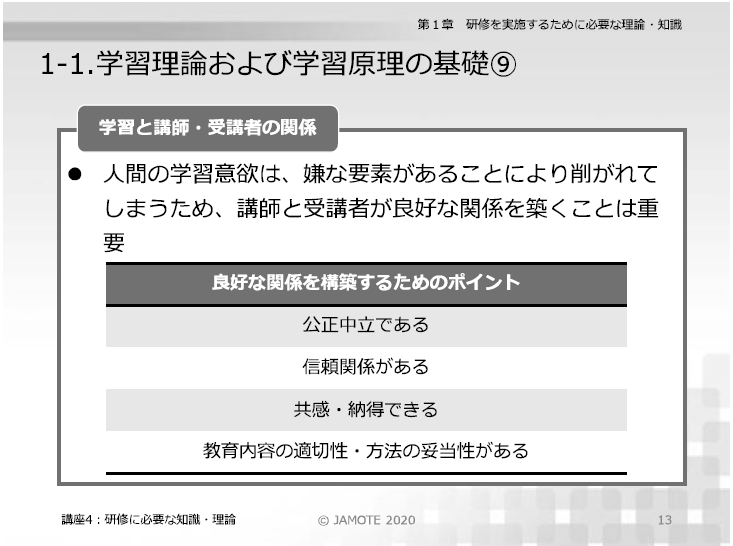 第１章　研修を実施するために必要な理論・知識
1-1.学習理論および学習原理の基礎⑨
学習と講師・受講者の関係
● 人間の学習意欲は、嫌な要素があることにより削がれて
しまうため、講師と受講者が良好な関係を築くことは重
要
良好な関係を構築するためのポイント
公正中立である
信頼関係がある
共感・納得できる
教育内容の適切性・方法の妥当性がある
講座4：研修に必要な知識・理論
© JAMOTE 2020
13